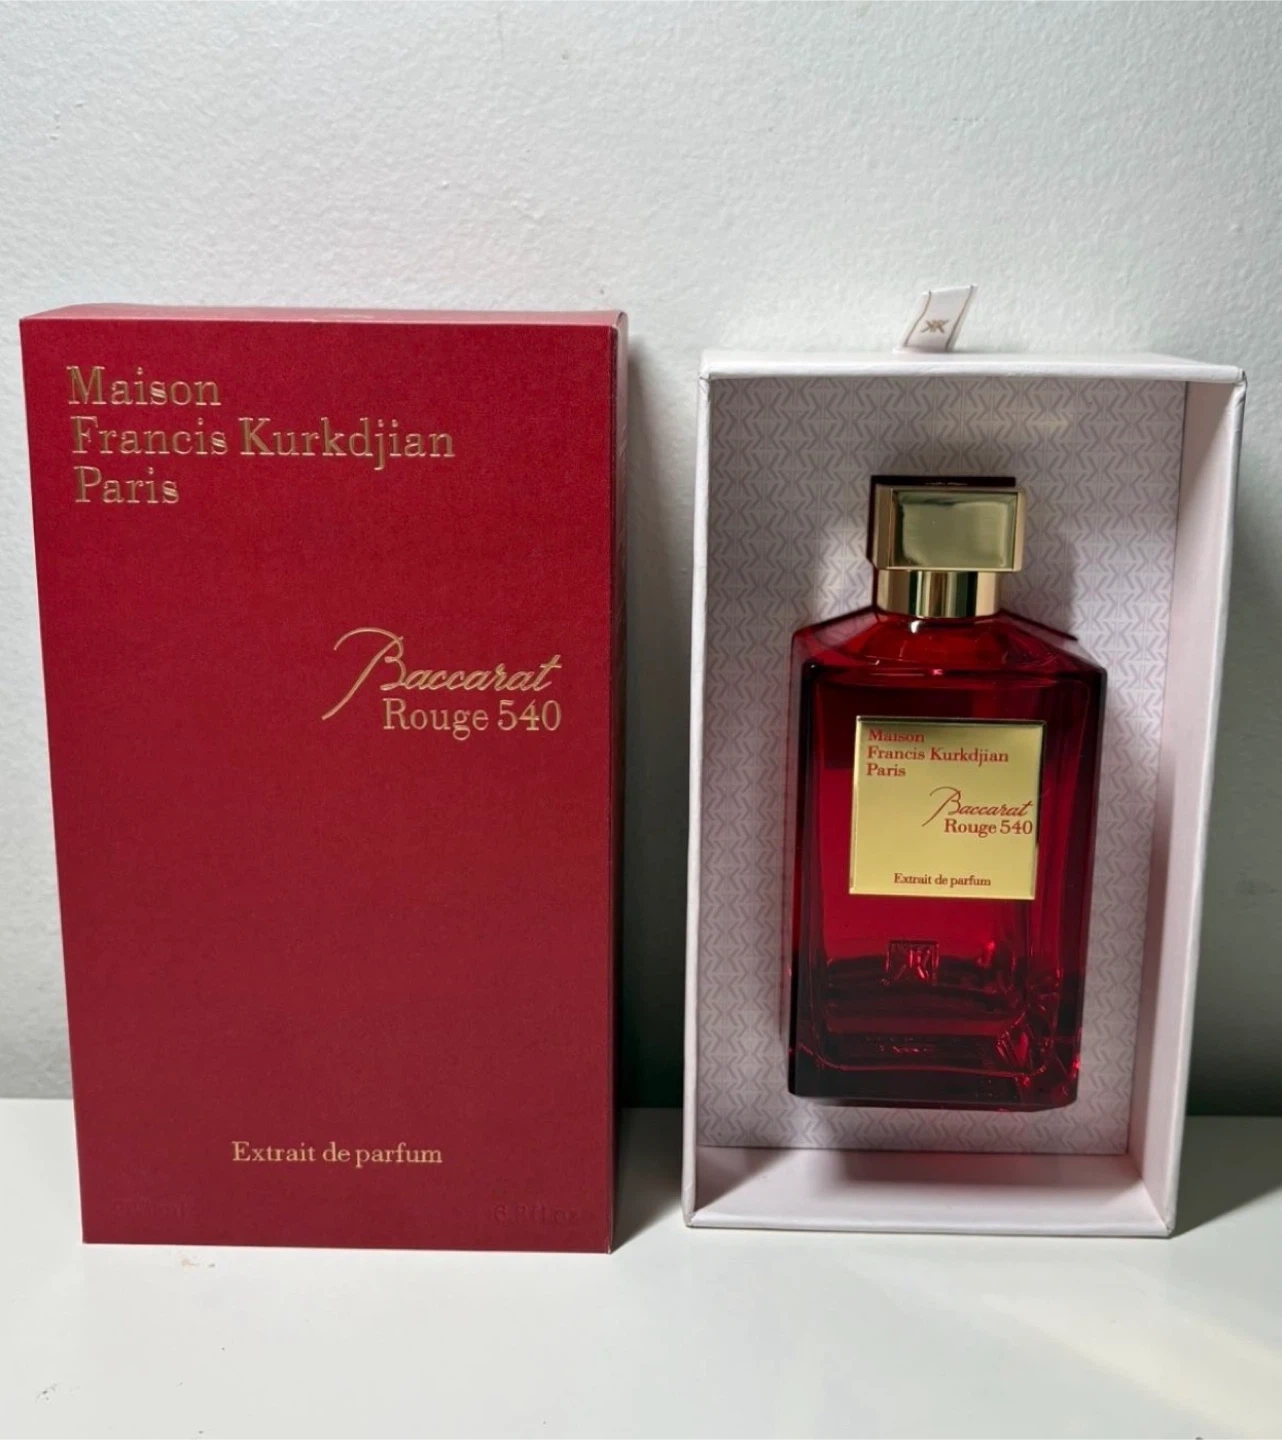 Maison
Francis Kurkdjian
Paris
Baccarat
Rouge 540
Extrait de parfum
Maison
Francis Kurkdjian
Paris
Baccarat
Rouge 540
Extrait de parfum